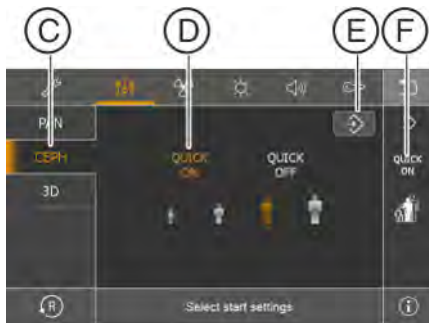 C D E F
PAN
CEPH
QUICK
ON
QUICK
OFF
QUICK
ON
3D
R
Select start settings
i